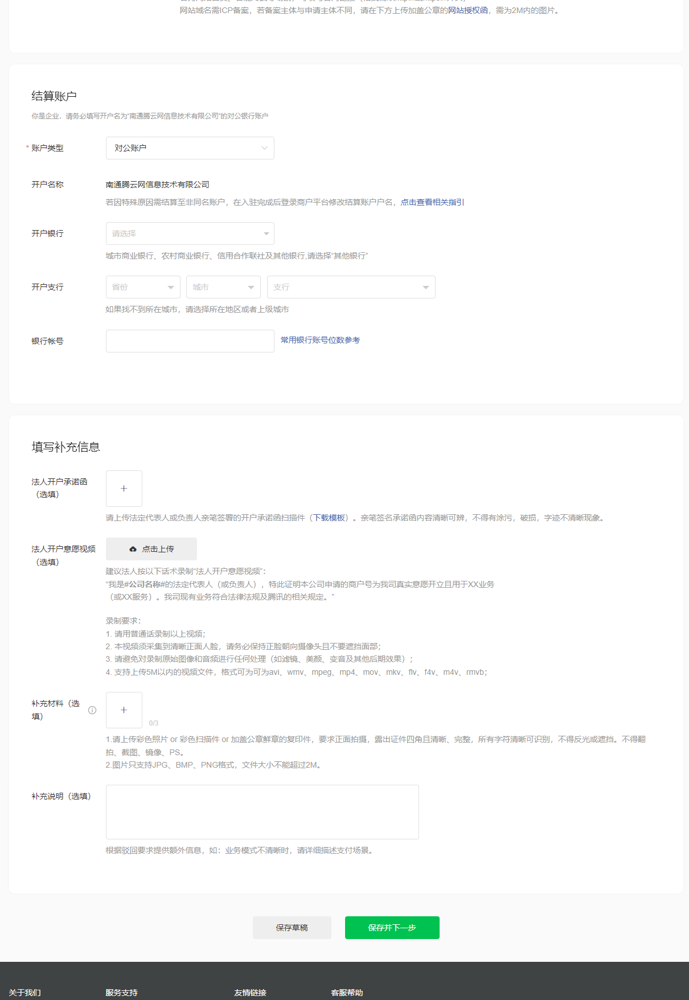 网站域名需ICP备案，若备案主体与申请主体不同，请在下方上传加盖公章的网站授权函，需为2M内的图片。
结算账户
你是企业，请务必填写开户名为“南通腾云网信息技术有限公司”的对公银行账户
* 账户类型 对公账户
开户名称 南通腾云网信息技术有限公司
若因特殊原因需结算至非同名账户，在入驻完成后登录商户平台修改结算账户户名，点击查看相关指引
开户银行 请选择
城市商业银行、农村商业银行、信用合作联社及其他银行,请选择“其他银行”
开户支行 省份 城市 支行
如果找不到所在城市，请选择所在地区或者上级城市
银行帐号 常用银行账号位数参考
填写补充信息
法人开户承诺函
（选填）
请上传法定代表人或负责人亲笔签署的开户承诺函扫描件（下载模板）。亲笔签名承诺函内容清晰可辨，不得有涂污，破损，字迹不清晰现象。
法人开户意愿视频 点击上传
（选填）
建议法人按以下话术录制“法人开户意愿视频”：
“我是#公司名称#的法定代表人（或负责人），特此证明本公司申请的商户号为我司真实意愿开立且用于XX业务
（或XX服务）。我司现有业务符合法律法规及腾讯的相关规定。”
录制要求：
1. 请用普通话录制以上视频；
2. 本视频须采集到清晰正面人脸，请务必保持正脸朝向摄像头且不要遮挡面部；
3. 请避免对录制原始图像和音频进行任何处理（如滤镜、美颜、变音及其他后期效果）；
4. 支持上传5M以内的视频文件，格式可为可为avi、wmv、mpeg、mp4、mov、mkv、flv、f4v、m4v、rmvb；
补充材料（选
填）
0/3
1.请上传彩色照片 or 彩色扫描件 or 加盖公章鲜章的复印件，要求正面拍摄，露出证件四角且清晰、完整，所有字符清晰可识别，不得反光或遮挡。不得翻
拍、截图、镜像、PS。
2.图片只支持JPG、BMP、PNG格式，文件大小不能超过2M。
补充说明（选填）
根据驳回要求提供额外信息，如：业务模式不清晰时，请详细描述支付场景。
保存草稿 保存并下一步
关于我们 服务支持 友情链接 客服帮助